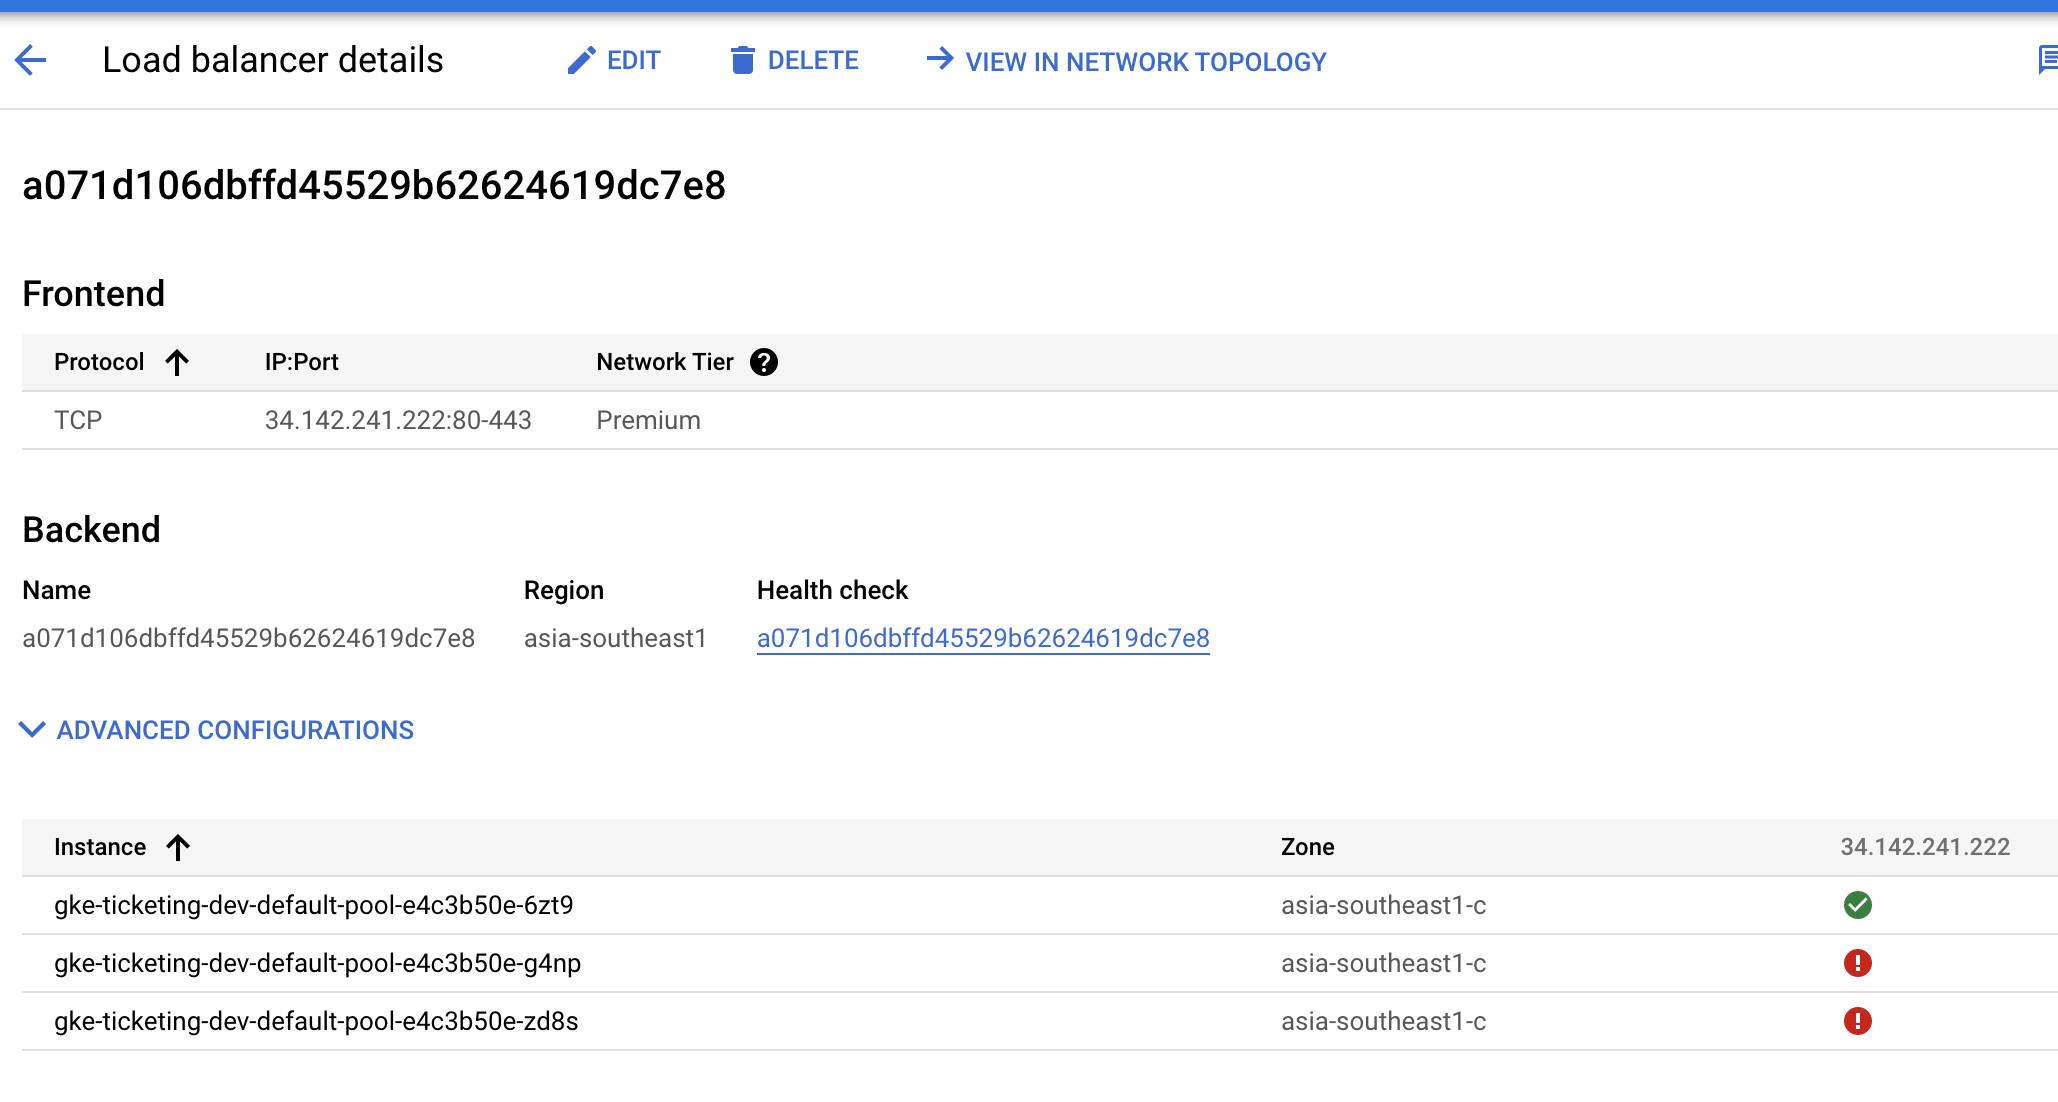 Load balancer details EDIT DELETE VIEW IN NETWORK TOPOLOGY
a071d106dbffd45529b62624619dc7e8
Frontend
Protocol IP:Port Network Tier
TCP 34.142.241.222:80-443 Premium
Backend
Name Region Health check
a071d106dbffd45529b62624619dc7e8 asia-southeast1 a071d106dbffd45529b62624619dc7e8
ADVANCED CONFIGURATIONS
Instance Zone 34.142.241.222
gke-ticketing-dev-default-pool-e4c3b50e-6zt9 asia-southeast1-c
gke-ticketing-dev-default-pool-e4c3b50e-g4np asia-southeast1-c
gke-ticketing-dev-default-pool-e4c3b50e-zd8s asia-southeast1-c